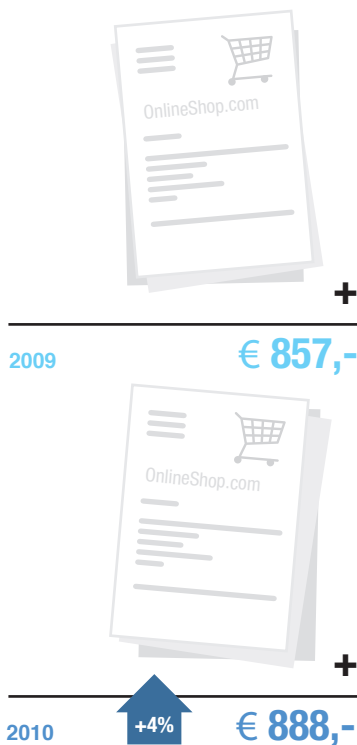 OnlineShop.com
+
2009 € 857,-
OnlineShop.com
+
+4%
2010 € 888,-